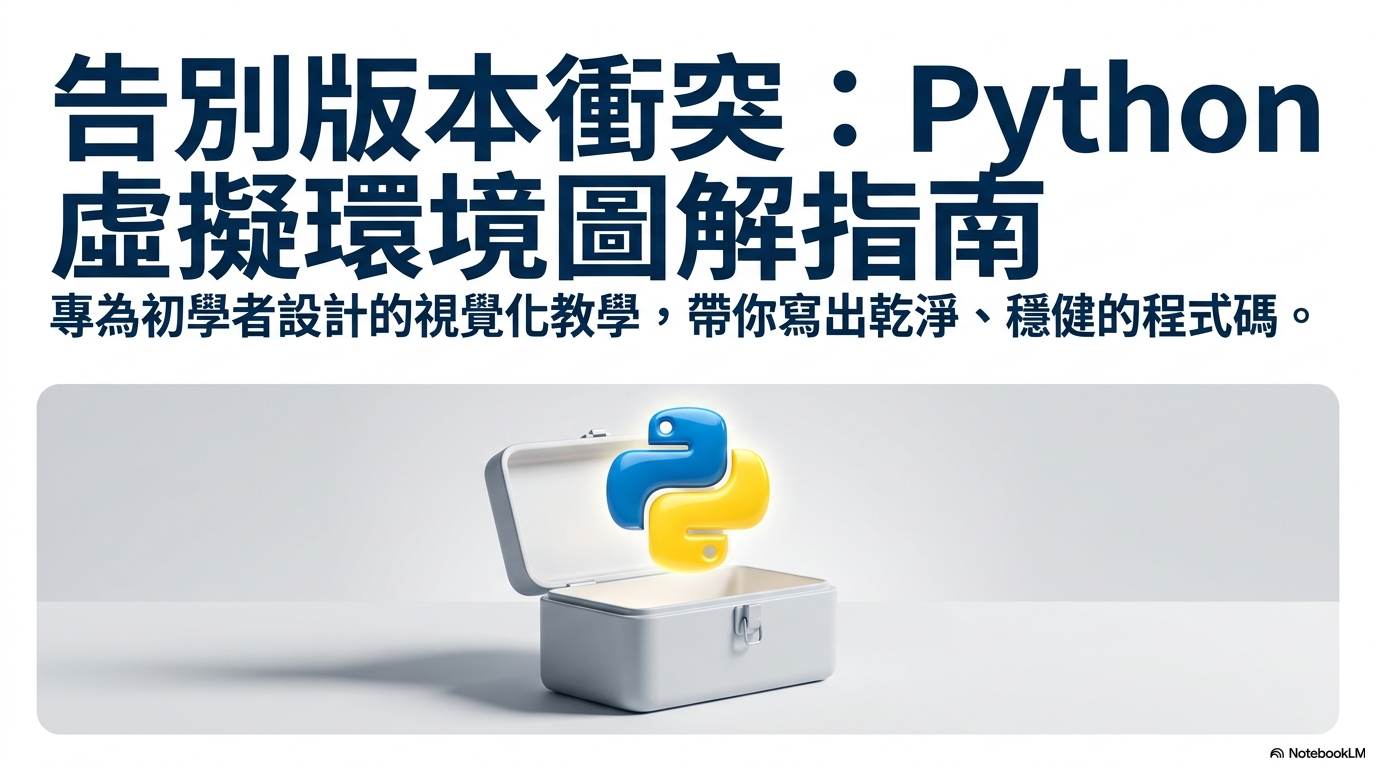 告別版本衝突：Python
虛擬環境圖解指南
專為初學者設計的視覺化教學，帶你寫出乾淨、穩健的程式碼。
NotebookLM